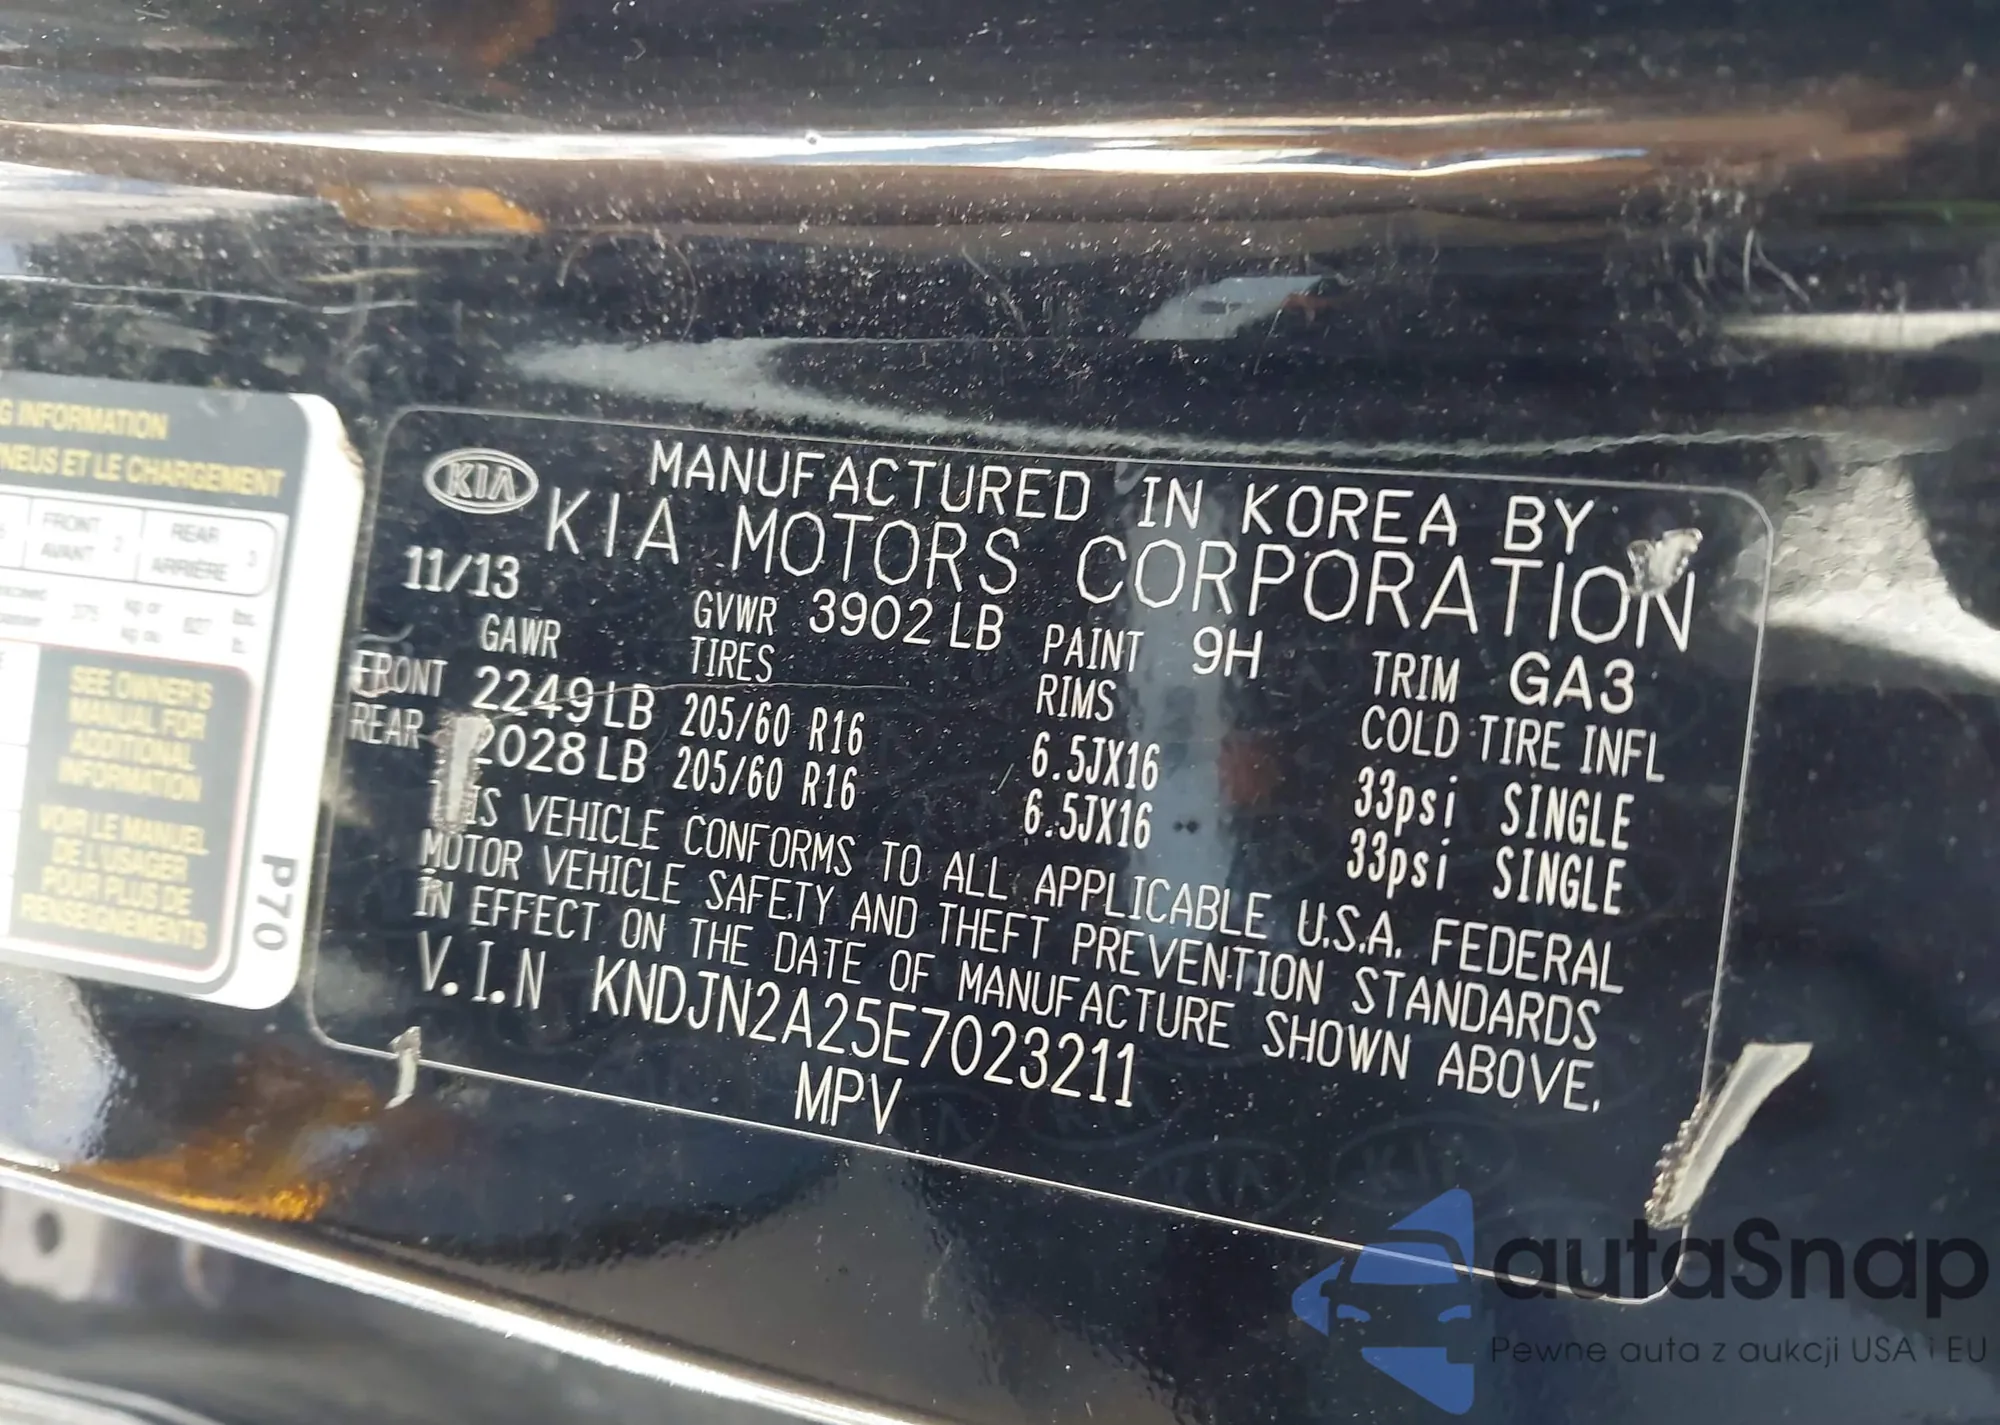 G INFORMATION
PNEUS ET LE CHARGEMENT
FRONT
AVANT
REAR
ARRIÈRE
kg or
kg ou
SEE OWNER'S
MANUAL FOR
ADDITIONAL
INFORMATION
VOIR LE MANUEL
DE L'USAGER
POUR PLUS DE
RENSEIGNEMENTS
P70
KIA
MANUFACTURED IN KOREA BY
KIA MOTORS CORPORATION
11/13 GVWR 3902 LB PAINT 9H TRIM GA3
GAWR TIRES RIMS COLD TIRE INFL
FRONT 2249 LB 205/60 R16 6.5JX16 33psi SINGLE
REAR 2028 LB 205/60 R16 6.5JX16 33psi SINGLE
THIS VEHICLE CONFORMS TO ALL APPLICABLE U.S.A. FEDERAL
MOTOR VEHICLE SAFETY AND THEFT PREVENTION STANDARDS
IN EFFECT ON THE DATE OF MANUFACTURE SHOWN ABOVE.
V.I.N KNDJN2A25E7023211
MPV
autaSnap
Pewne auta z aukcji USA i EU